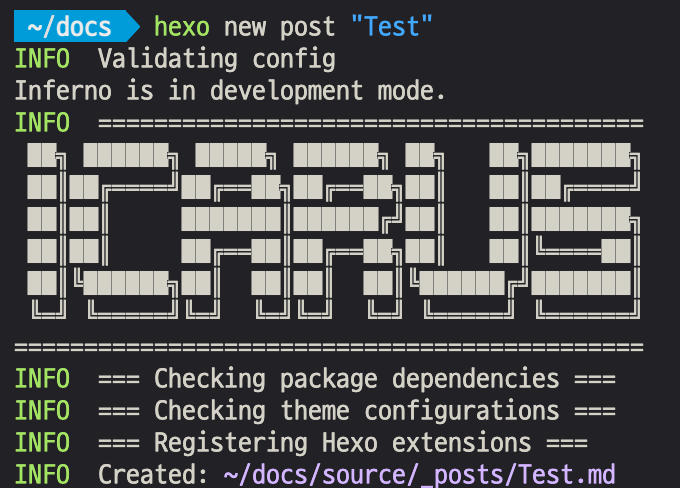 ~/docs hexo new post "Test"
INFO  Validating config
Inferno is in development mode.
INFO  =======================================
ICARUS
=============================================
INFO  === Checking package dependencies ===
INFO  === Checking theme configurations ===
INFO  === Registering Hexo extensions ===
INFO  Created: ~/docs/source/_posts/Test.md